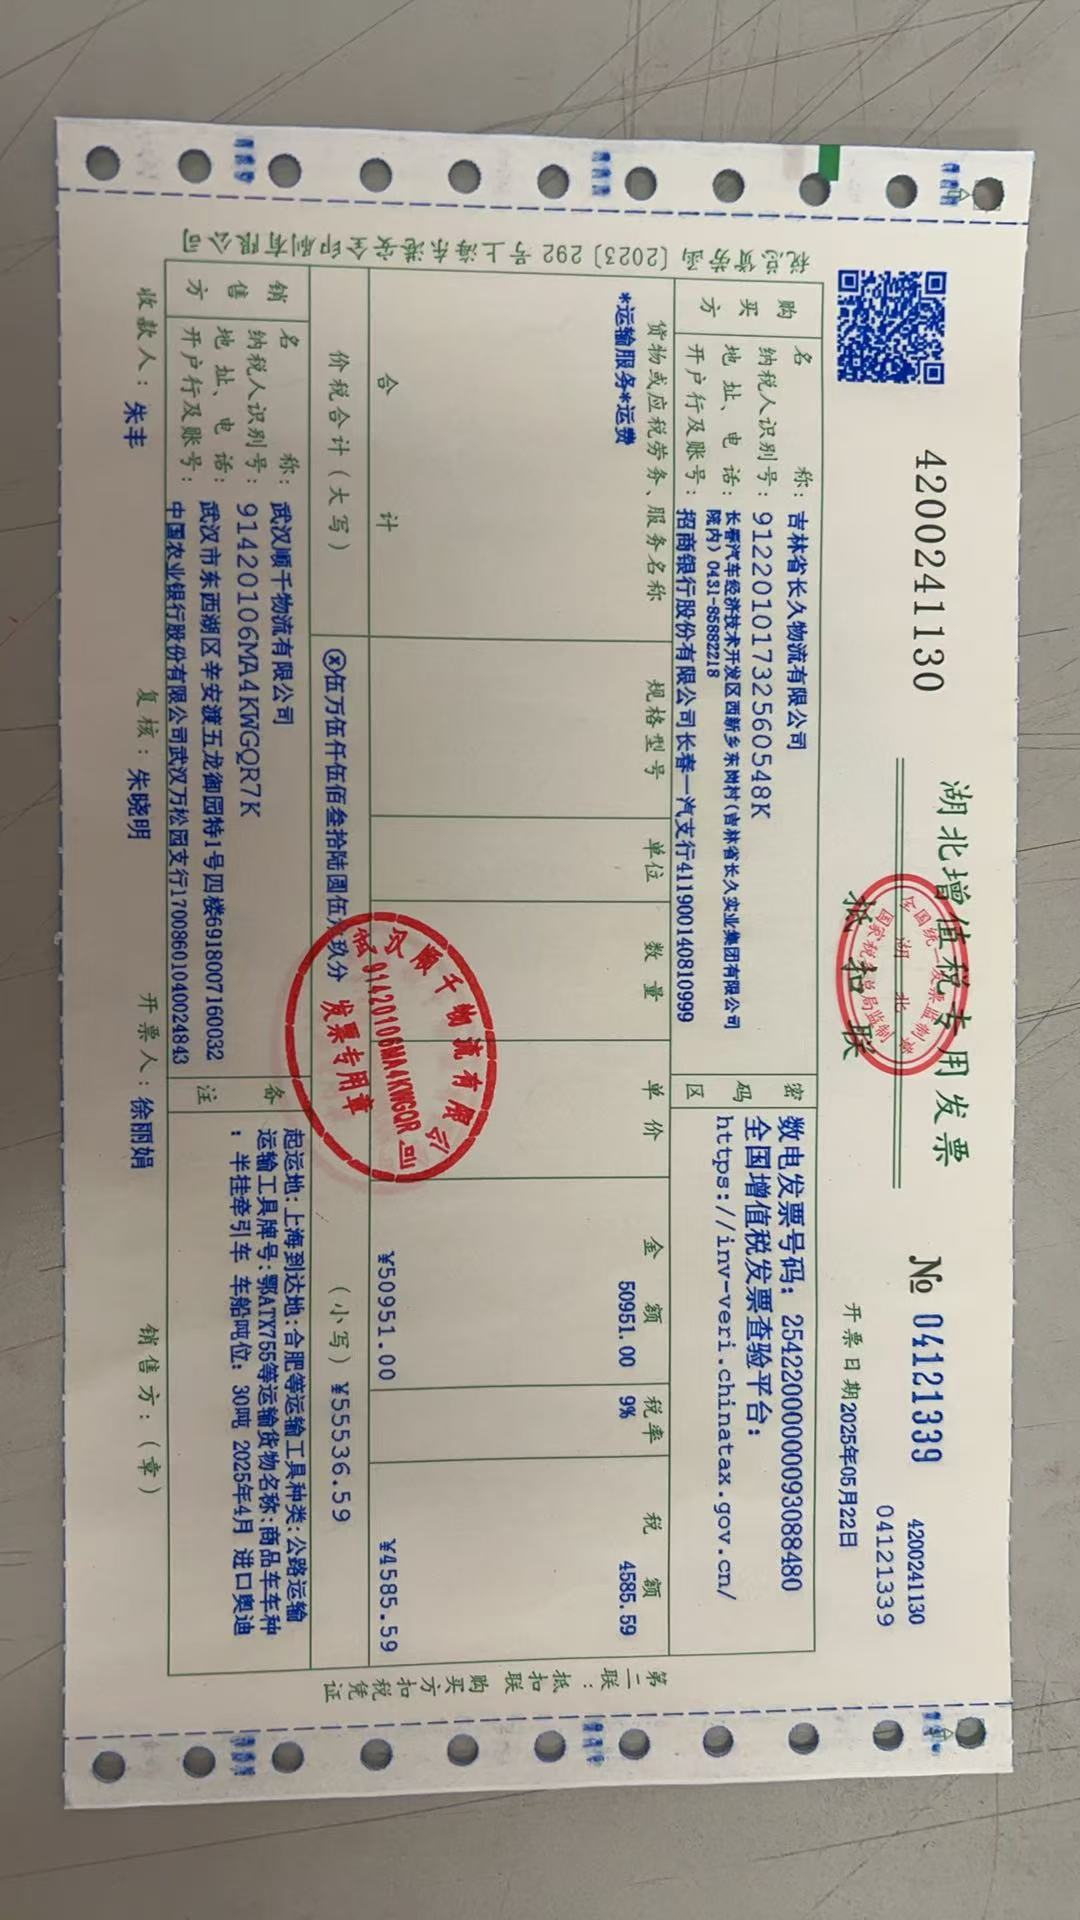 4200241130
湖北增值税专用发票
抵扣联
№ 04121339
4200241130
04121339
开票日期2025年05月22日
全国统一发票监制章
湖北
国家税务总局监制
税总货劳函〔2023〕292号上海东港安全印刷有限公司
购买方
名称:吉林省长久物流有限公司
纳税人识别号:91220101732560548K
地址、电话:长春汽车经济技术开发区西新乡东岗村(吉林省长久实业集团有限公司
院内)0431-85882218
开户行及账号:招商银行股份有限公司长春一汽支行411900140810999
密码区
数电发票号码:25422000000093088480
全国增值税发票查验平台:
https://inv-veri.chinatax.gov.cn/
货物或应税劳务、服务名称 规格型号 单位 数量 单价 金额 税率 税额
*运输服务*运费 50951.00 9% 4585.59
合计 ¥50951.00 ¥4585.59
价税合计(大写) ⓧ伍万伍仟伍佰叁拾陆圆伍 玖分 (小写) ¥55536.59
销售方
名称:武汉顺千物流有限公司
纳税人识别号:91420106MA4KWGQR7K
地址、电话:武汉市东西湖区辛安渡五龙御园特1号四楼69180071600​32
开户行及账号:中国农业银行股份有限公司武汉万松园支行17008601040024843
备注
起运地:上海到达地:合肥等运输工具种类:公路运输
运输工具牌号:鄂ATX755等运输货物名称:商品车车种
:半挂牵引车 车船吨位:30吨 2025年4月 进口奥迪
武汉顺千物流有限公司
91420106MA4KWGQR
发票专用章
收款人:朱丰 复核:朱晓明 开票人:徐丽娟 销售方:(章)
第二联:抵扣联 购买方扣税凭证